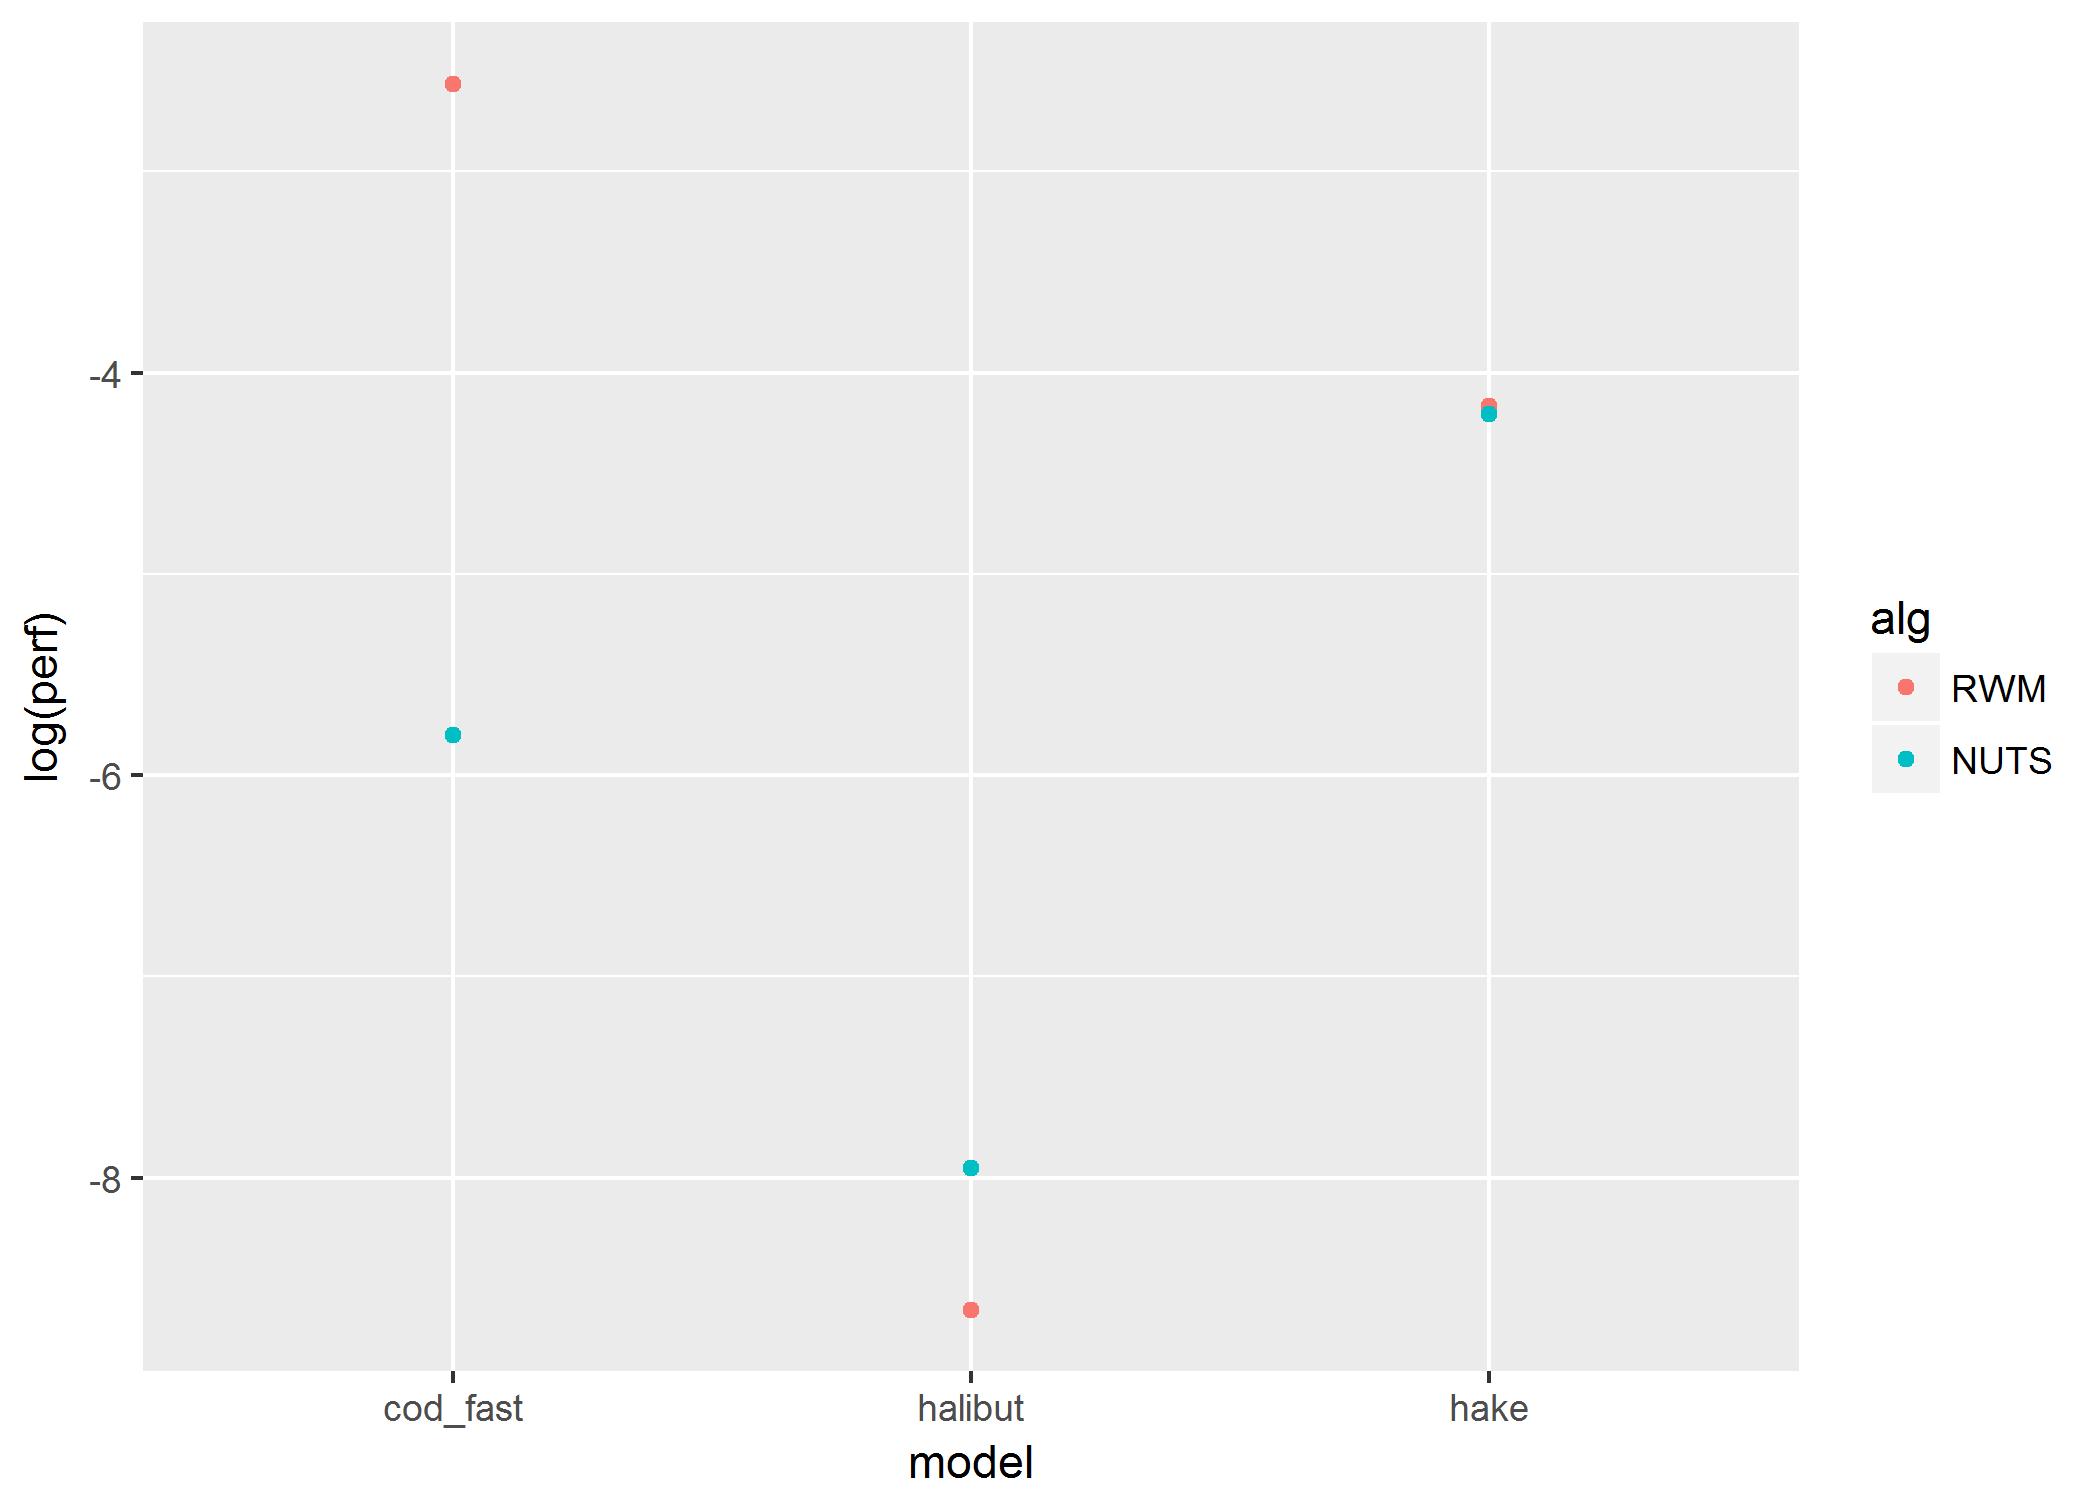 log(perf)
-4
-6
-8
cod_fast
halibut
hake
model
alg
RWM
NUTS